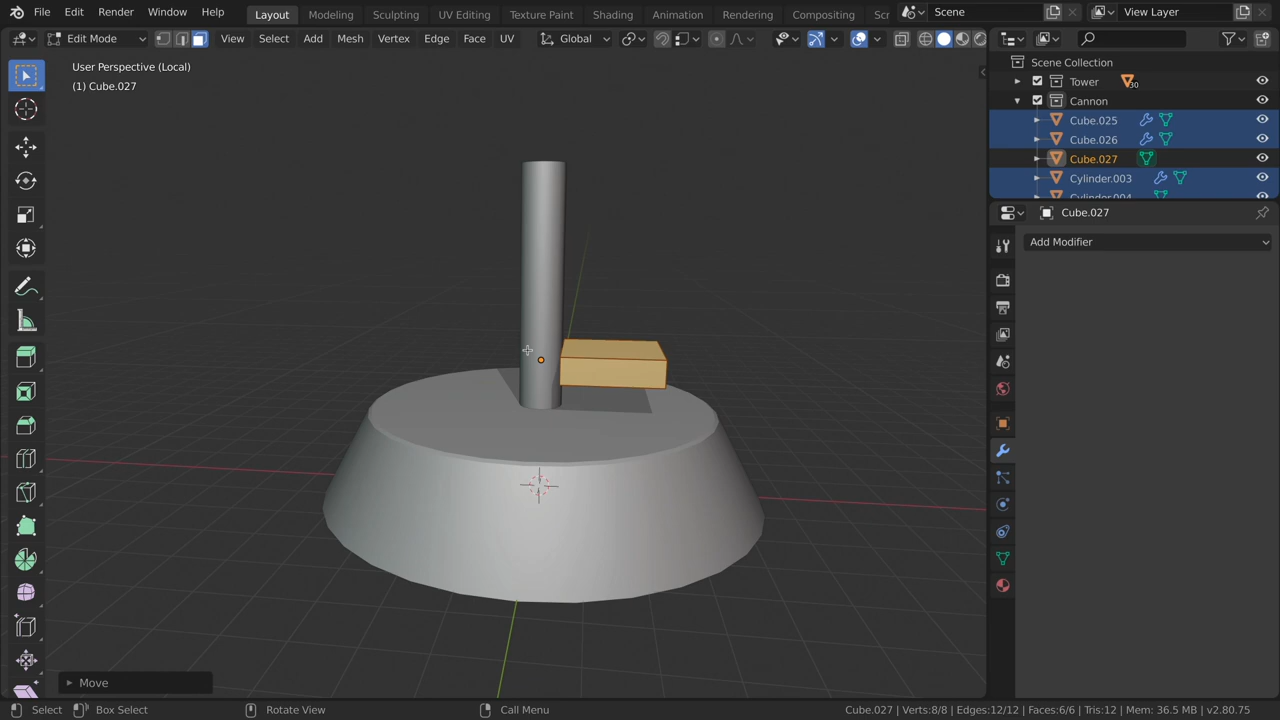 File Edit Render Window Help Layout Modeling Sculpting UV Editing Texture Paint Shading Animation Rendering Compositing Scr Scene View Layer
Edit Mode View Select Add Mesh Vertex Edge Face UV Global
User Perspective (Local)
(1) Cube.027
Scene Collection
Tower 30
Cannon
Cube.025
Cube.026
Cube.027
Cylinder.003
Cylinder.004
Cube.027
Add Modifier
Move
Select Box Select Rotate View Call Menu Cube.027 | Verts:8/8 | Edges:12/12 | Faces:6/6 | Tris:12 | Mem: 36.5 MB | v2.80.75